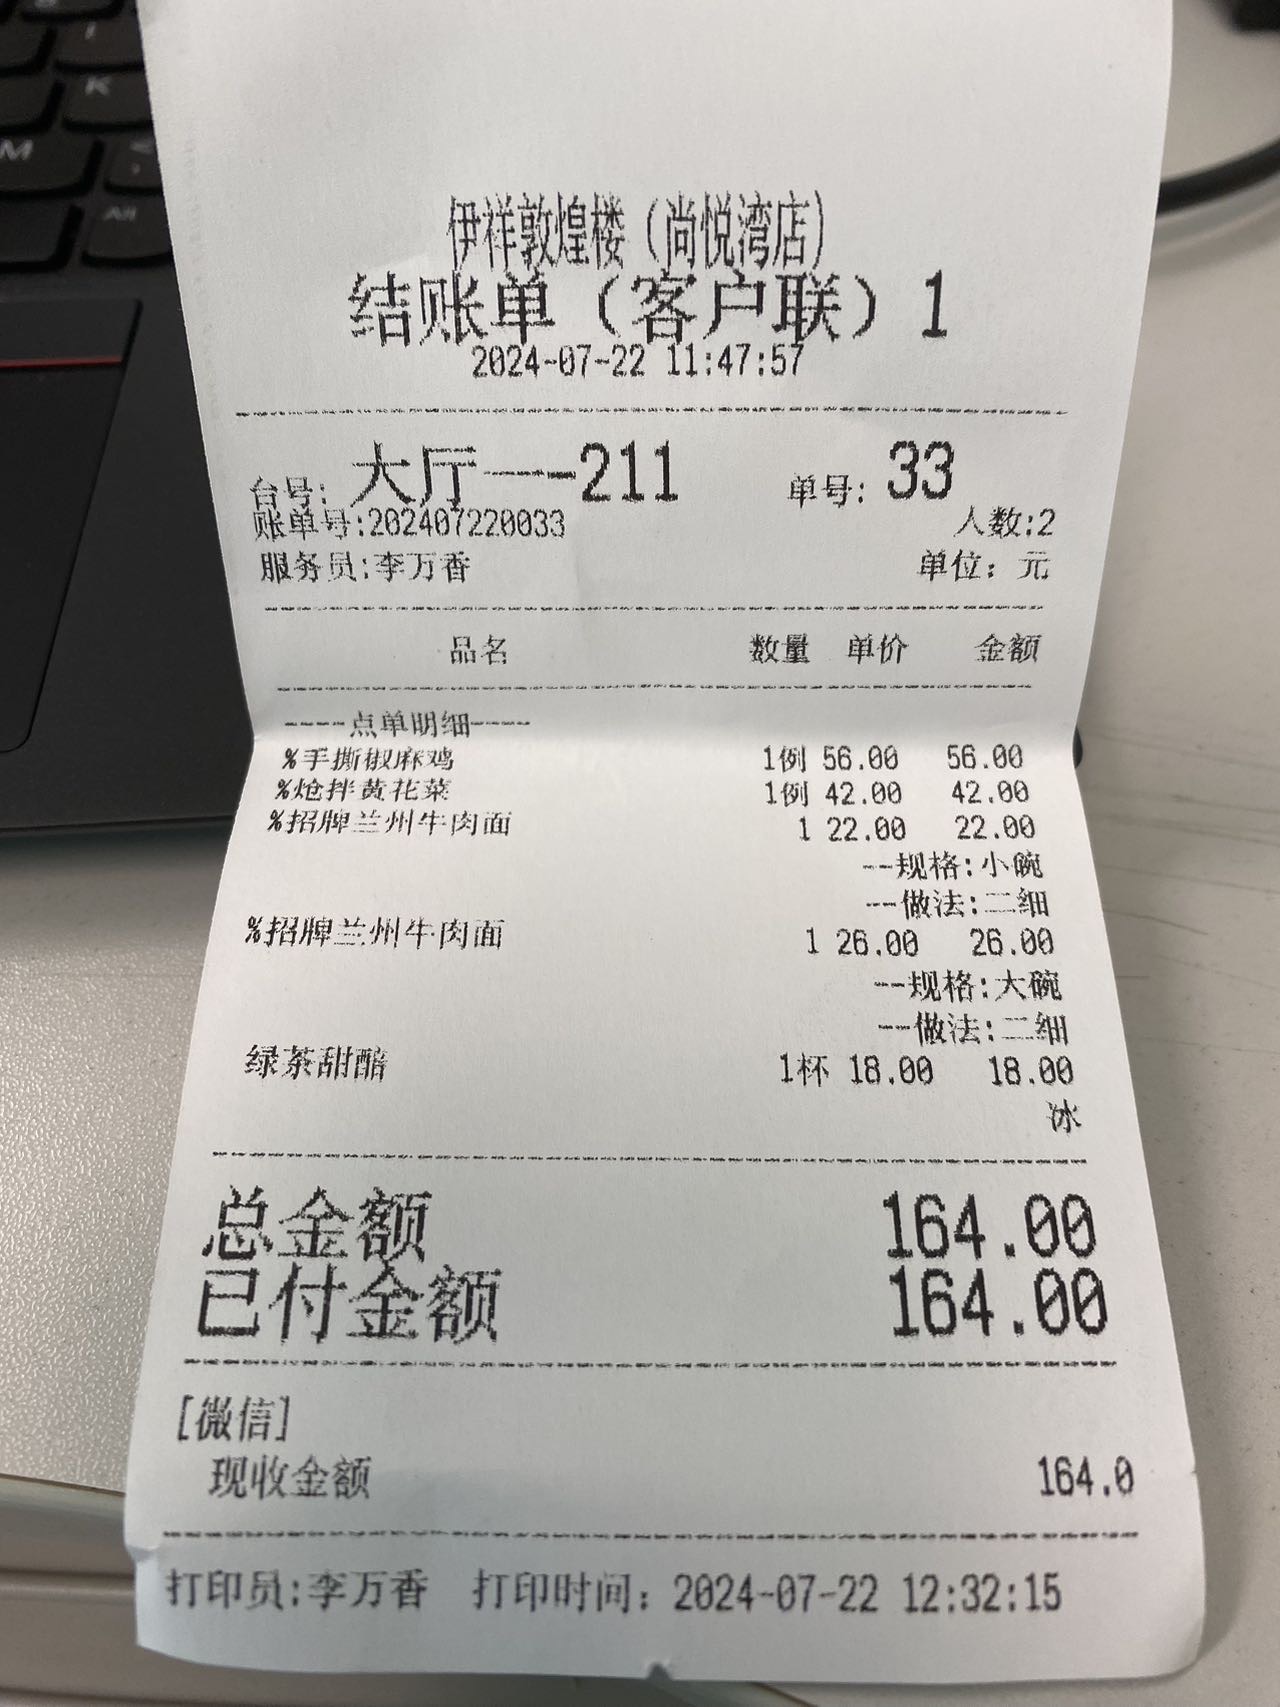 伊祥敦煌楼（尚悦湾店）
结账单（客户联）1
2024-07-22 11:47:57
台号: 大厅---211 单号: 33
账单号:202407220033 人数:2
服务员:李万香 单位: 元
品名 数量 单价 金额
----点单明细----
%手撕椒麻鸡 1例 56.00 56.00
%炝拌黄花菜 1例 42.00 42.00
%招牌兰州牛肉面 1 22.00 22.00
--规格:小碗
--做法:二细
%招牌兰州牛肉面 1 26.00 26.00
--规格:大碗
--做法:二细
绿茶甜醅 1杯 18.00 18.00
冰
总金额 164.00
已付金额 164.00
[微信]
现收金额 164.0
打印员:李万香 打印时间: 2024-07-22 12:32:15
K
M
<
,
Alt